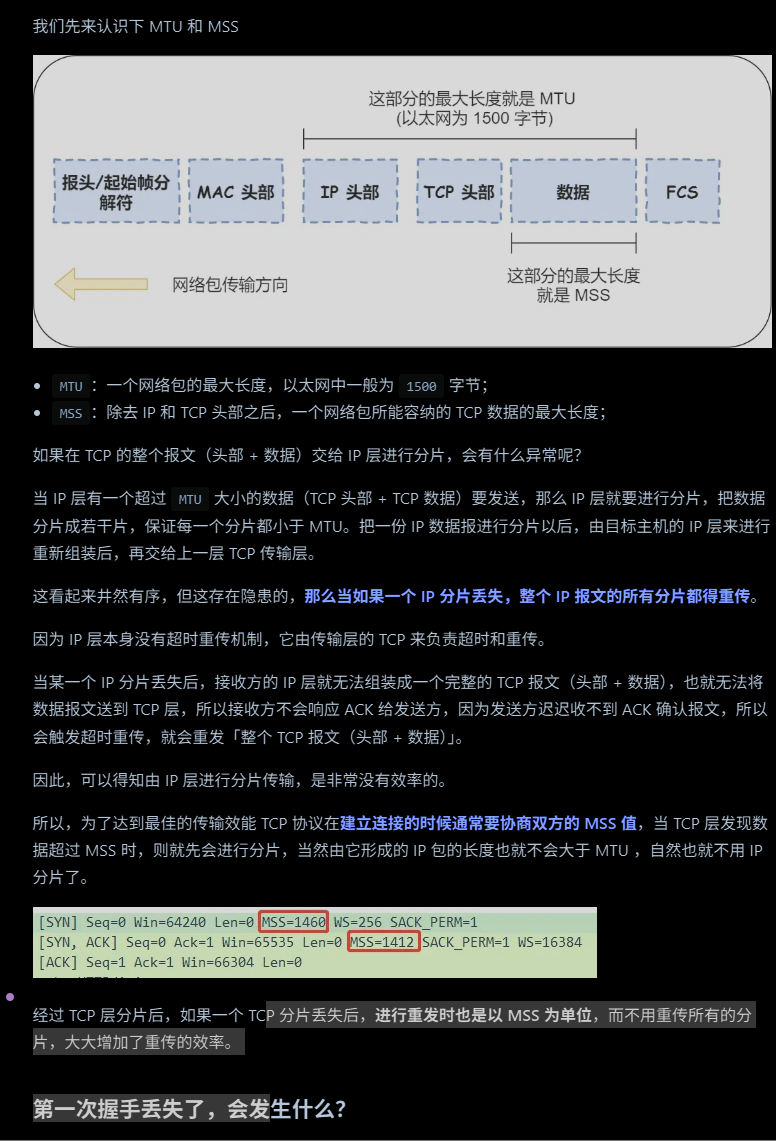 我们先来认识下 MTU 和 MSS
这部分的最大长度就是 MTU
(以太网为 1500 字节)
报头/起始帧分
解符
MAC 头部
IP 头部
TCP 头部
数据
FCS
网络包传输方向
这部分的最大长度
就是 MSS
• MTU ：一个网络包的最大长度，以太网中一般为 1500 字节；
• MSS ：除去 IP 和 TCP 头部之后，一个网络包所能容纳的 TCP 数据的最大长度；
如果在 TCP 的整个报文（头部 + 数据）交给 IP 层进行分片，会有什么异常呢？
当 IP 层有一个超过 MTU 大小的数据（TCP 头部 + TCP 数据）要发送，那么 IP 层就要进行分片，把数据
分片成若干片，保证每一个分片都小于 MTU。把一份 IP 数据报进行分片以后，由目标主机的 IP 层来进行
重新组装后，再交给上一层 TCP 传输层。
这看起来井然有序，但这存在隐患的，那么当如果一个 IP 分片丢失，整个 IP 报文的所有分片都得重传。
因为 IP 层本身没有超时重传机制，它由传输层的 TCP 来负责超时和重传。
当某一个 IP 分片丢失后，接收方的 IP 层就无法组装成一个完整的 TCP 报文（头部 + 数据），也就无法将
数据报文送到 TCP 层，所以接收方不会响应 ACK 给发送方，因为发送方迟迟收不到 ACK 确认报文，所以
会触发超时重传，就会重发「整个 TCP 报文（头部 + 数据）」。
因此，可以得知由 IP 层进行分片传输，是非常没有效率的。
所以，为了达到最佳的传输效能 TCP 协议在建立连接的时候通常要协商双方的 MSS 值，当 TCP 层发现数
据超过 MSS 时，则就先会进行分片，当然由它形成的 IP 包的长度也就不会大于 MTU ，自然也就不用 IP
分片了。
[SYN] Seq=0 Win=64240 Len=0 MSS=1460 WS=256 SACK_PERM=1
[SYN, ACK] Seq=0 Ack=1 Win=65535 Len=0 MSS=1412 SACK_PERM=1 WS=16384
[ACK] Seq=1 Ack=1 Win=66304 Len=0
经过 TCP 层分片后，如果一个 TCP 分片丢失后，进行重发时也是以 MSS 为单位，而不用重传所有的分
片，大大增加了重传的效率。
第一次握手丢失了，会发生什么？